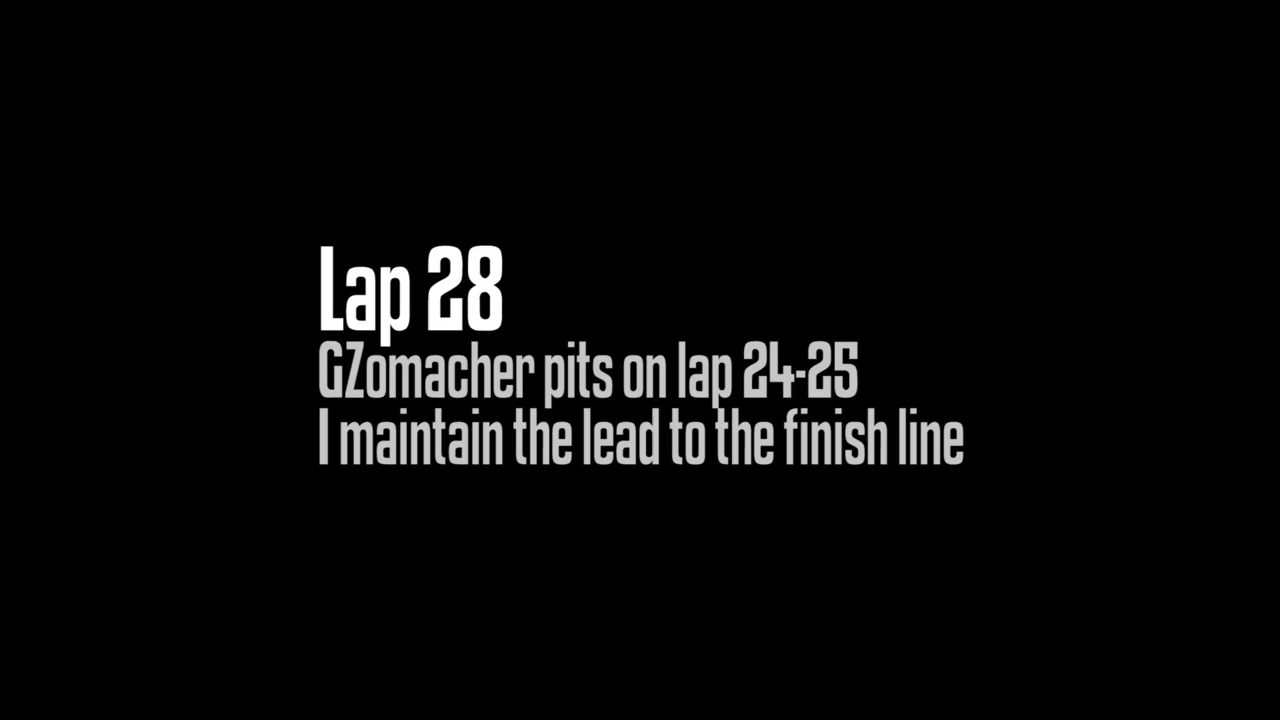 Lap 28
GZomacher pits on lap 24-25
I maintain the lead to the finish line